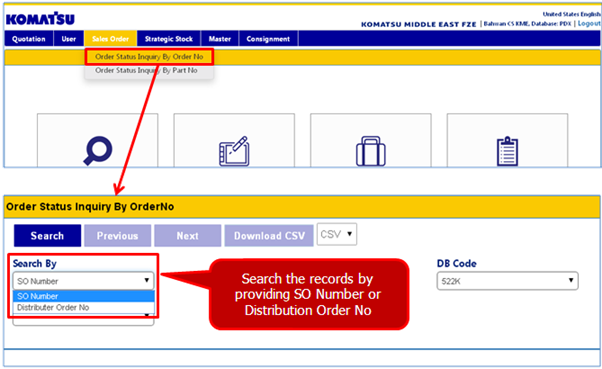 KOMATSU
United States English
KOMATSU MIDDLE EAST FZE | Bahman CS KME, Database: PDX | Logout
Quotation User Sales Order Strategic Stock Master Consignment
Order Status Inquiry By Order No
Order Status Inquiry By Part No
Order Status Inquiry By OrderNo
Search Previous Next Download CSV CSV
Search By DB Code
SO Number 522K
SO Number
Distributer Order No
Search the records by
providing SO Number or
Distribution Order No